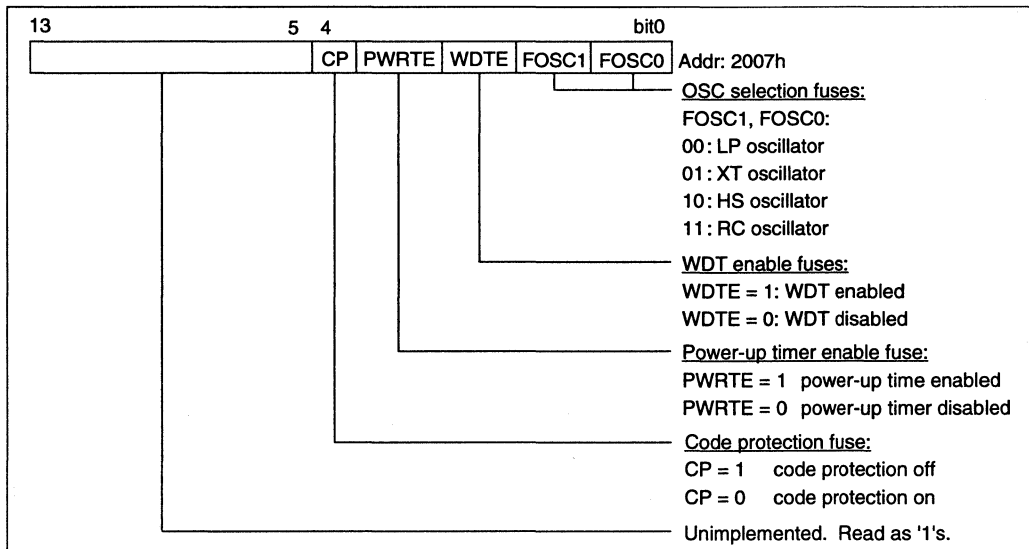 13 5 4 bit0
CP PWRTE WDTE FOSC1 FOSC0 Addr: 2007h
OSC selection fuses:
FOSC1, FOSC0:
00 : LP oscillator
01 : XT oscillator
10 : HS oscillator
11 : RC oscillator
WDT enable fuses:
WDTE = 1: WDT enabled
WDTE = 0: WDT disabled
Power-up timer enable fuse:
PWRTE = 1 power-up time enabled
PWRTE = 0 power-up timer disabled
Code protection fuse:
CP = 1 code protection off
CP = 0 code protection on
Unimplemented. Read as '1's.